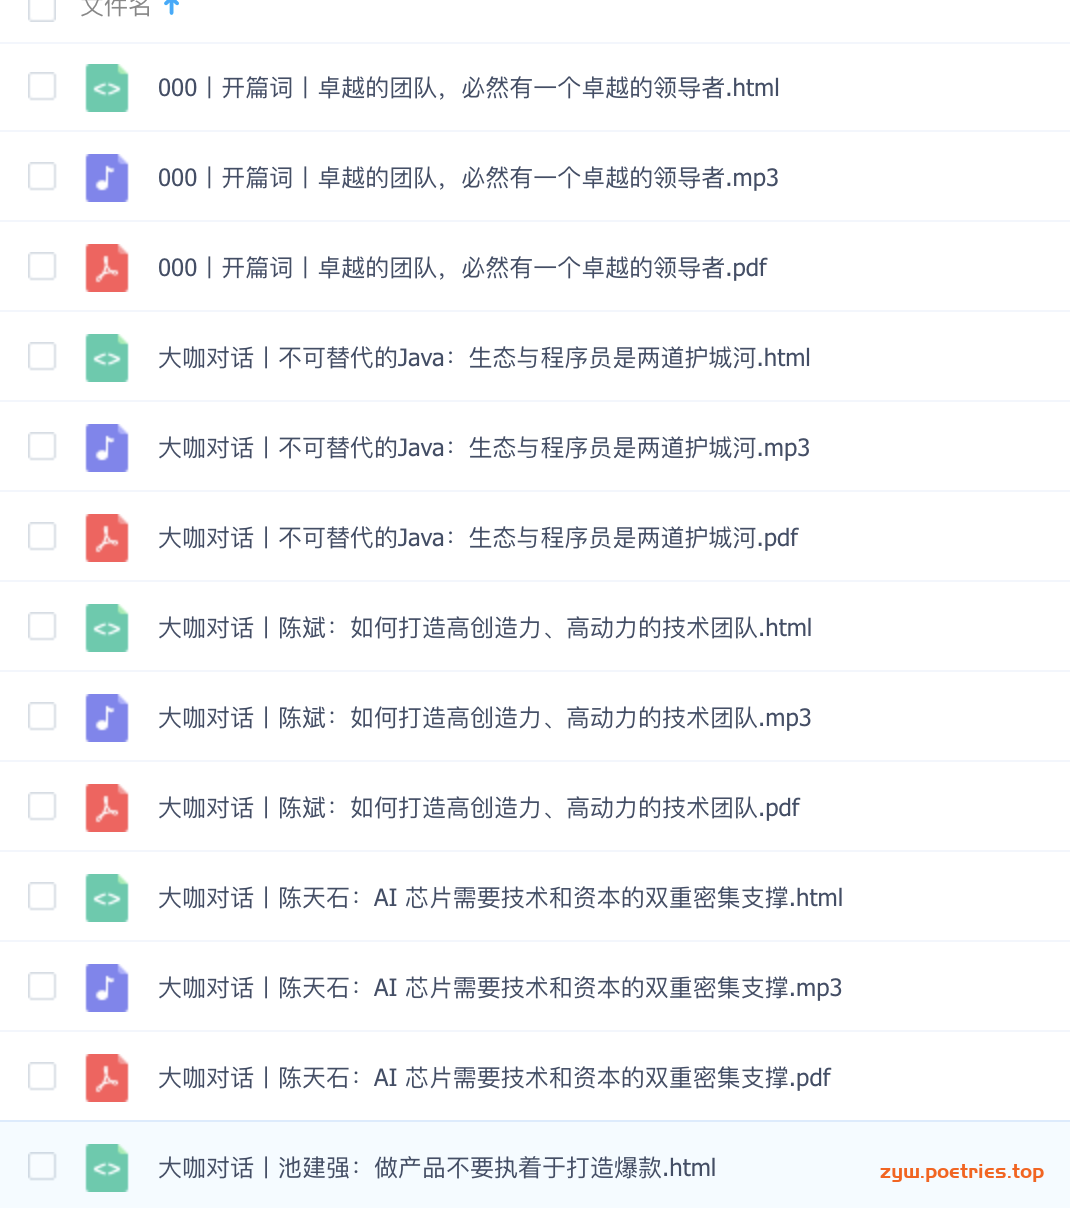 文件名
000丨开篇词丨卓越的团队，必然有一个卓越的领导者.html
000丨开篇词丨卓越的团队，必然有一个卓越的领导者.mp3
000丨开篇词丨卓越的团队，必然有一个卓越的领导者.pdf
大咖对话丨不可替代的Java：生态与程序员是两道护城河.html
大咖对话丨不可替代的Java：生态与程序员是两道护城河.mp3
大咖对话丨不可替代的Java：生态与程序员是两道护城河.pdf
大咖对话丨陈斌：如何打造高创造力、高动力的技术团队.html
大咖对话丨陈斌：如何打造高创造力、高动力的技术团队.mp3
大咖对话丨陈斌：如何打造高创造力、高动力的技术团队.pdf
大咖对话丨陈天石：AI 芯片需要技术和资本的双重密集支撑.html
大咖对话丨陈天石：AI 芯片需要技术和资本的双重密集支撑.mp3
大咖对话丨陈天石：AI 芯片需要技术和资本的双重密集支撑.pdf
大咖对话丨池建强：做产品不要执着于打造爆款.html
zyw.poetries.top